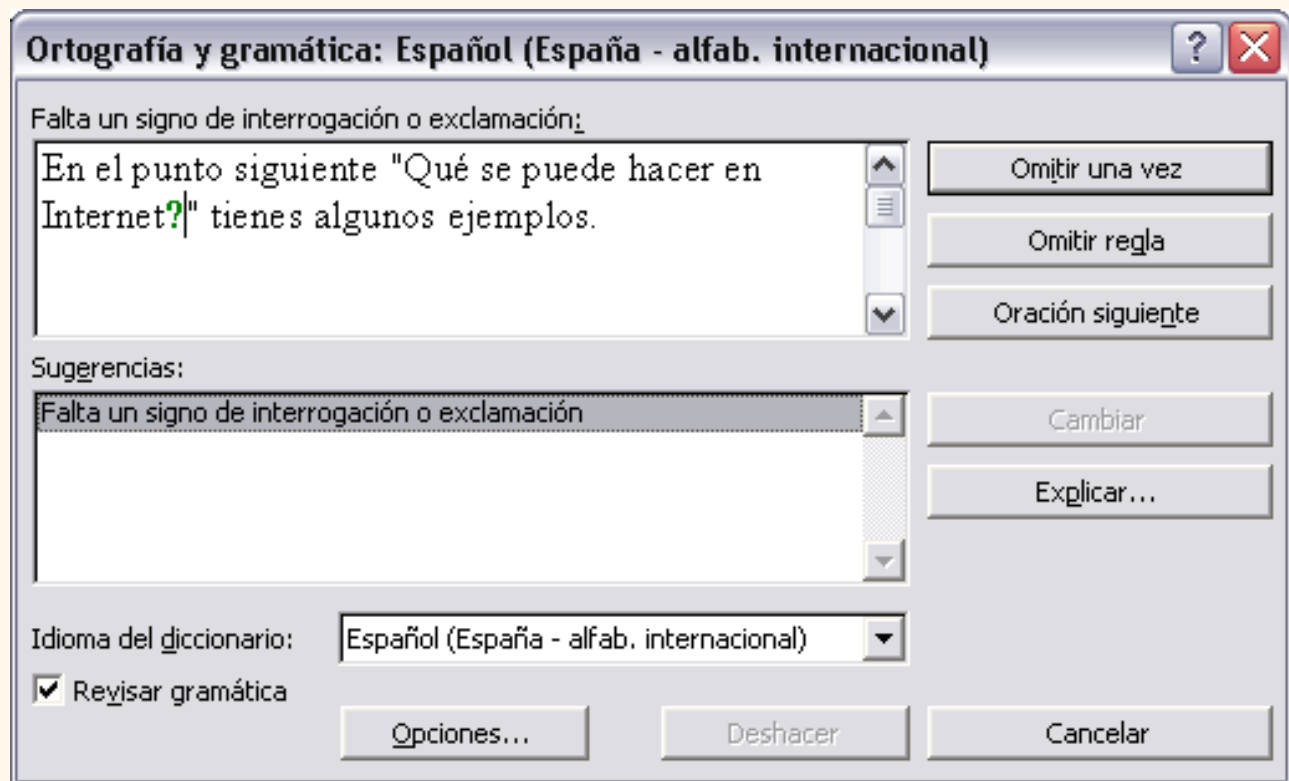 Ortografía y gramática: Español (España - alfab. internacional)
?
Falta un signo de interrogación o exclamación:
En el punto siguiente "Qué se puede hacer en
Internet?" tienes algunos ejemplos.
Omitir una vez
Omitir regla
Oración siguiente
Sugerencias:
Falta un signo de interrogación o exclamación
Cambiar
Explicar...
Idioma del diccionario:
Español (España - alfab. internacional)
Revisar gramática
Opciones...
Deshacer
Cancelar